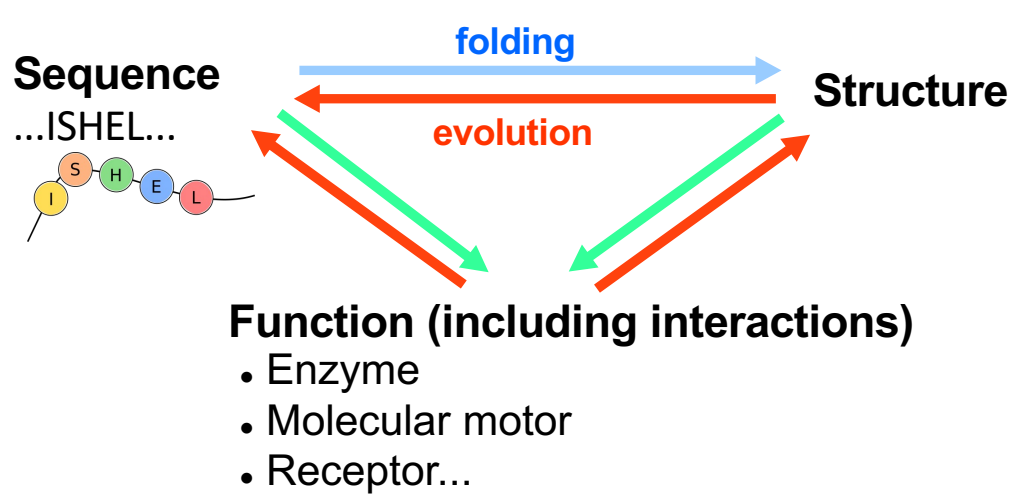 folding
Sequence
Structure
...ISHEL...
evolution
I S H E L
Function (including interactions)
• Enzyme
• Molecular motor
• Receptor...